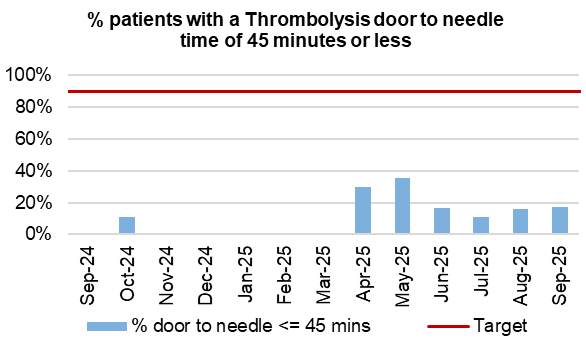 % patients with a Thrombolysis door to needle
time of 45 minutes or less
100%
80%
60%
40%
20%
0%
Sep-24
Oct-24
Nov-24
Dec-24
Jan-25
Feb-25
Mar-25
Apr-25
May-25
Jun-25
Jul-25
Aug-25
Sep-25
% door to needle <= 45 mins
Target